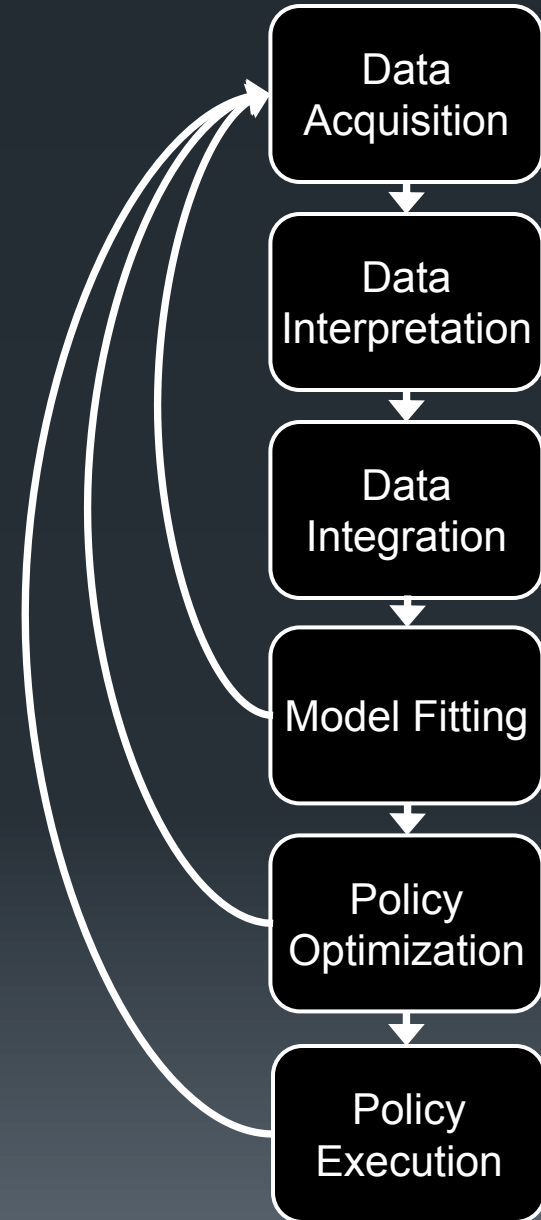 Data
Acquisition
Data
Interpretation
Data
Integration
Model Fitting
Policy
Optimization
Policy
Execution